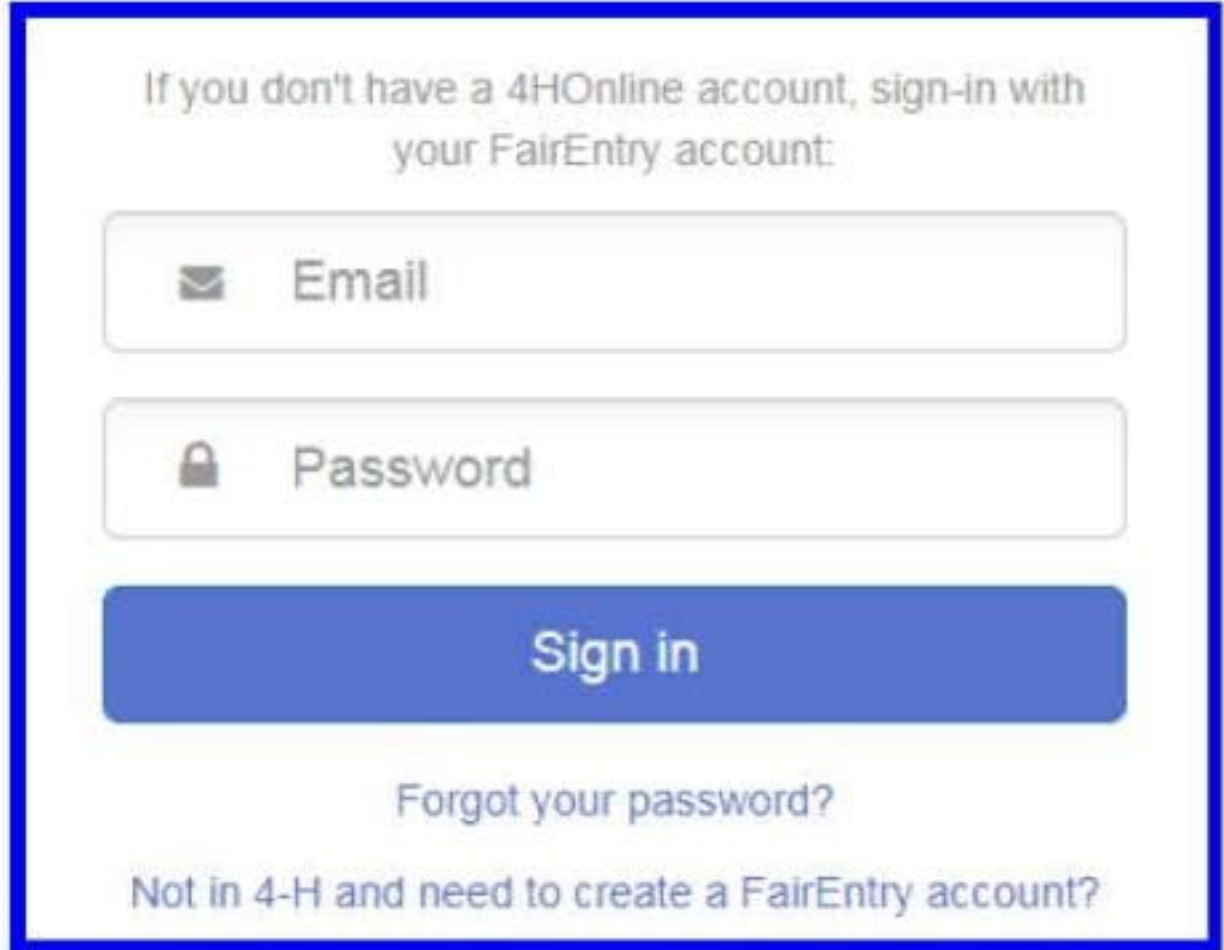 If you don't have a 4HOnline account, sign-in with
your FairEntry account:
Email
Password
Sign in
Forgot your password?
Not in 4-H and need to create a FairEntry account?